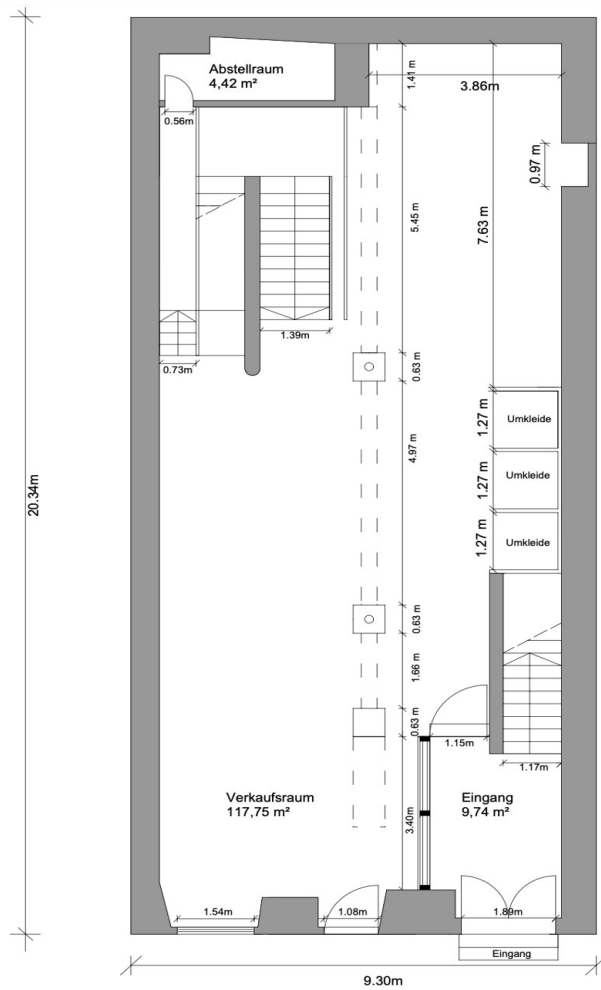 Abstellraum
4,42 m²
1.41 m
3.86m
0.56m
0.97 m
5.45 m
7.63 m
1.39m
0.73m
0.63 m
1.27 m
Umkleide
4.97 m
1.27 m
Umkleide
20.34m
1.27 m
Umkleide
0.63 m
1.66 m
0.63 m
1.15m
1.17m
Verkaufsraum
117,75 m²
Eingang
9,74 m²
3.40m
1.54m
1.08m
1.89m
Eingang
9.30m